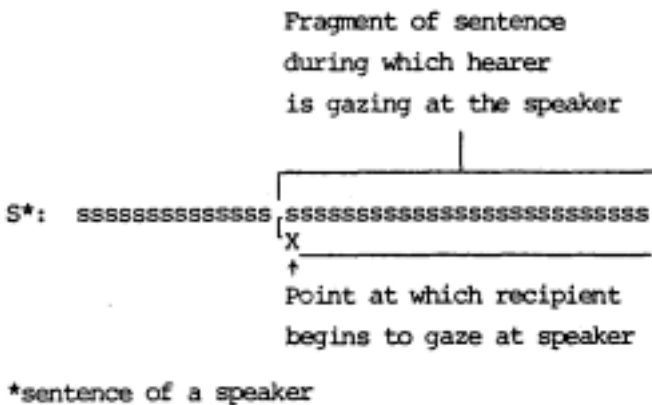 Fragment of sentence
during which hearer
is gazing at the speaker
S*: ssssssssssssss sssssssssssssssssssssssssss
X
Point at which recipient
begins to gaze at speaker
*sentence of a speaker